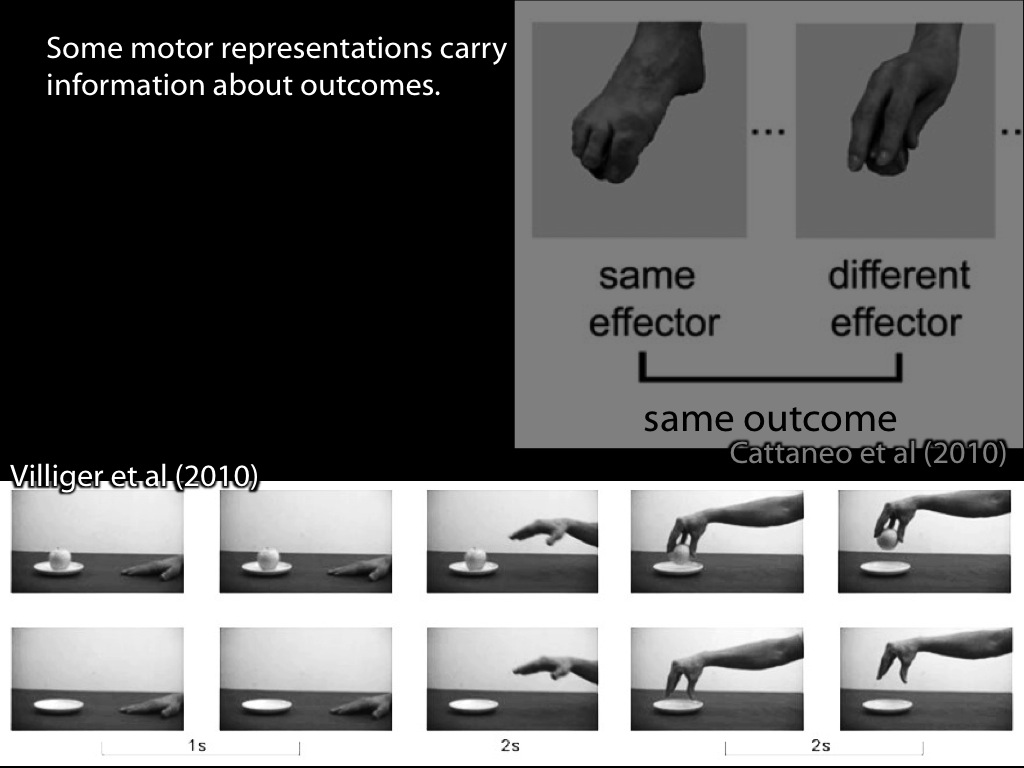 Some motor representations carry
information about outcomes.
...
..
same
effector
different
effector
same outcome
Cattaneo et al (2010)
Villiger et al (2010)
1s
2s
2s